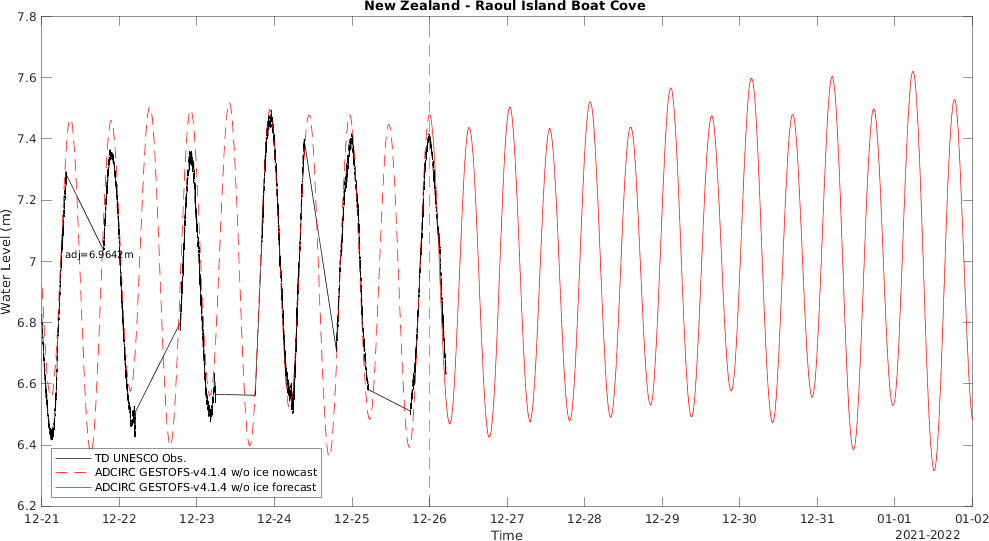 New Zealand - Raoul Island Boat Cove
7.8
7.6
7.4
7.2
7
6.8
6.6
6.4
6.2
Water Level (m)
adj=6.9642m
TD UNESCO Obs.
ADCIRC GESTOFS-v4.1.4 w/o ice nowcast
ADCIRC GESTOFS-v4.1.4 w/o ice forecast
12-21 12-22 12-23 12-24 12-25 12-26 12-27 12-28 12-29 12-30 12-31 01-01 01-02
Time
2021-2022